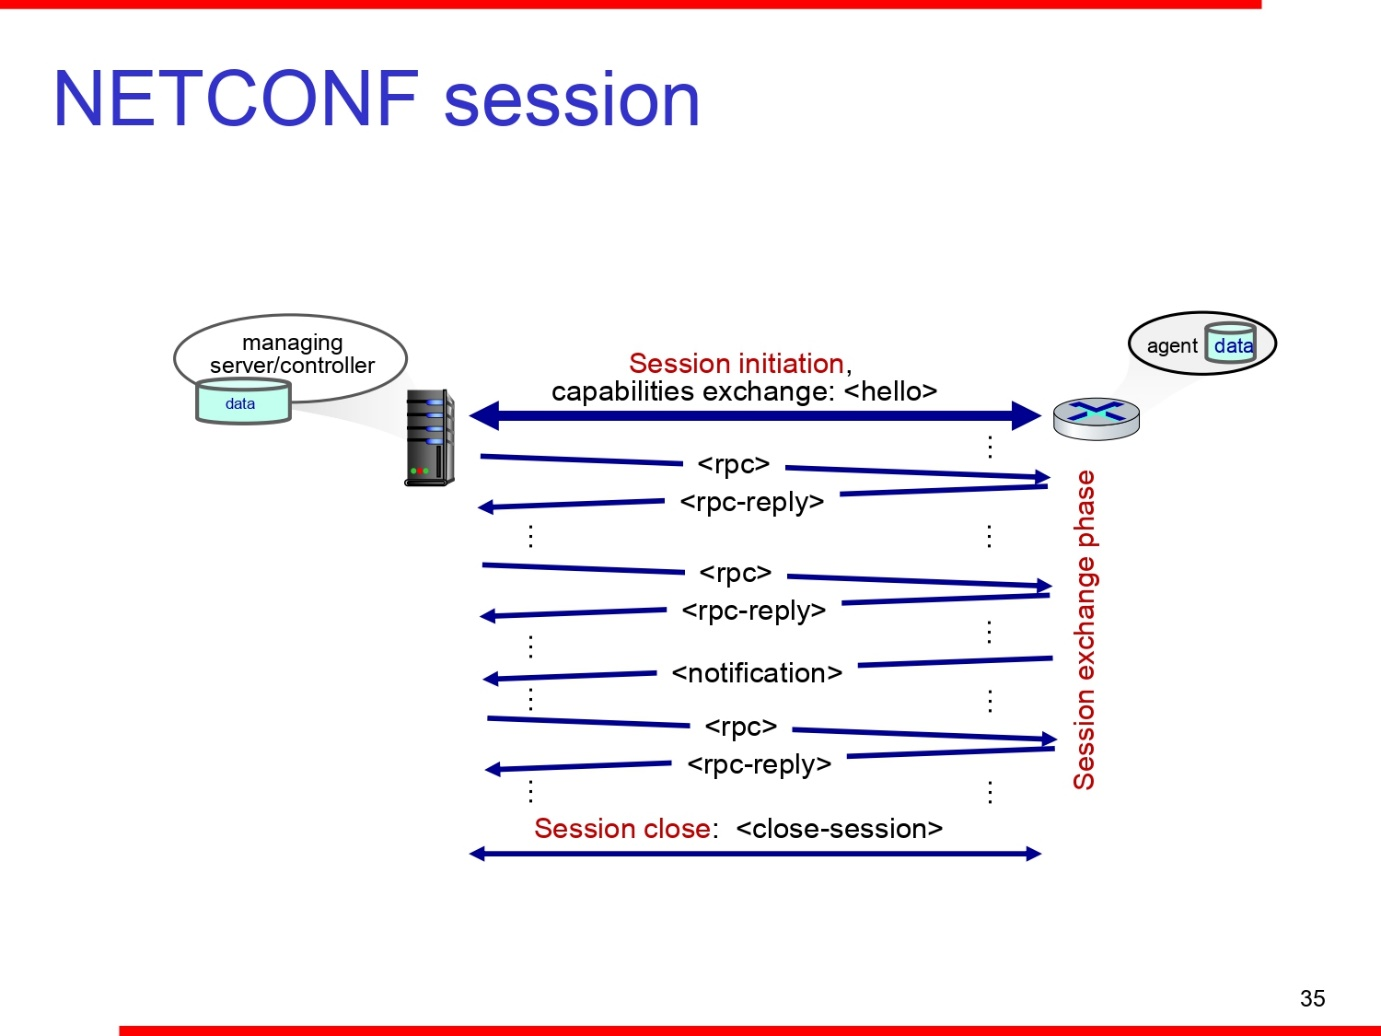 NETCONF session
managing
server/controller
data
agent
data
Session initiation,
capabilities exchange: <hello>
<rpc>
<rpc-reply>
<rpc>
<rpc-reply>
<notification>
<rpc>
<rpc-reply>
Session exchange phase
Session close: <close-session>
35